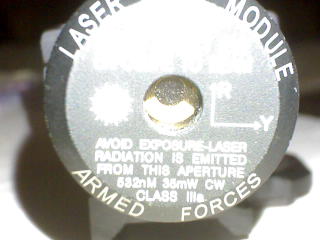 LASER MODULE
R
Y
AVOID EXPOSURE-LASER
RADIATION IS EMITTED
FROM THIS APERTURE
532nM 35mW CW
CLASS IIIa
ARMED FORCES